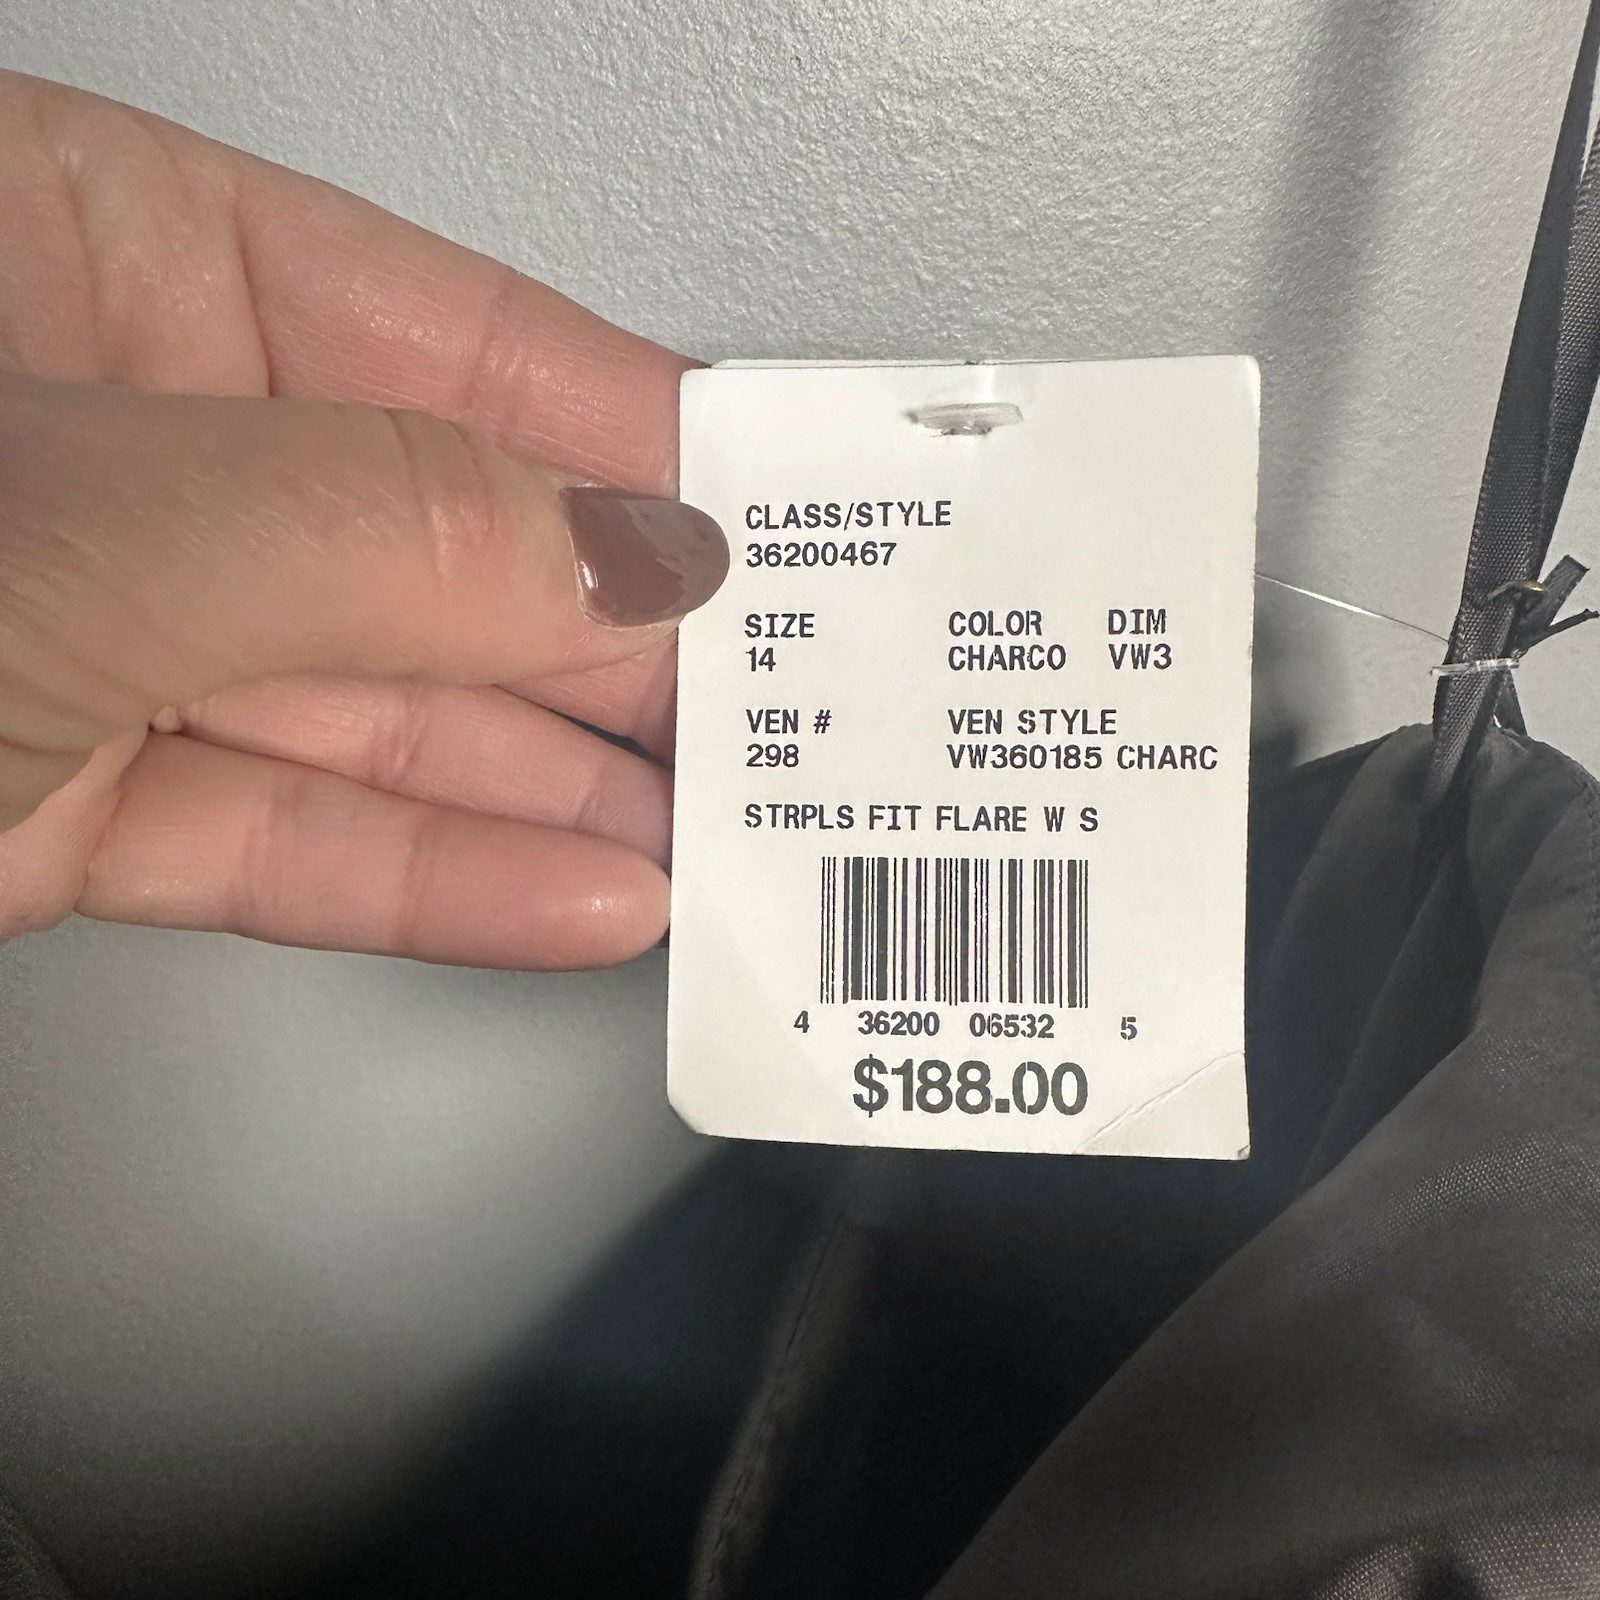 CLASS/STYLE
36200467
SIZE COLOR DIM
14 CHARCO VW3
VEN # VEN STYLE
298 VW360185 CHARC
STRPLS FIT FLARE W S
4 36200 06532 5
$188.00